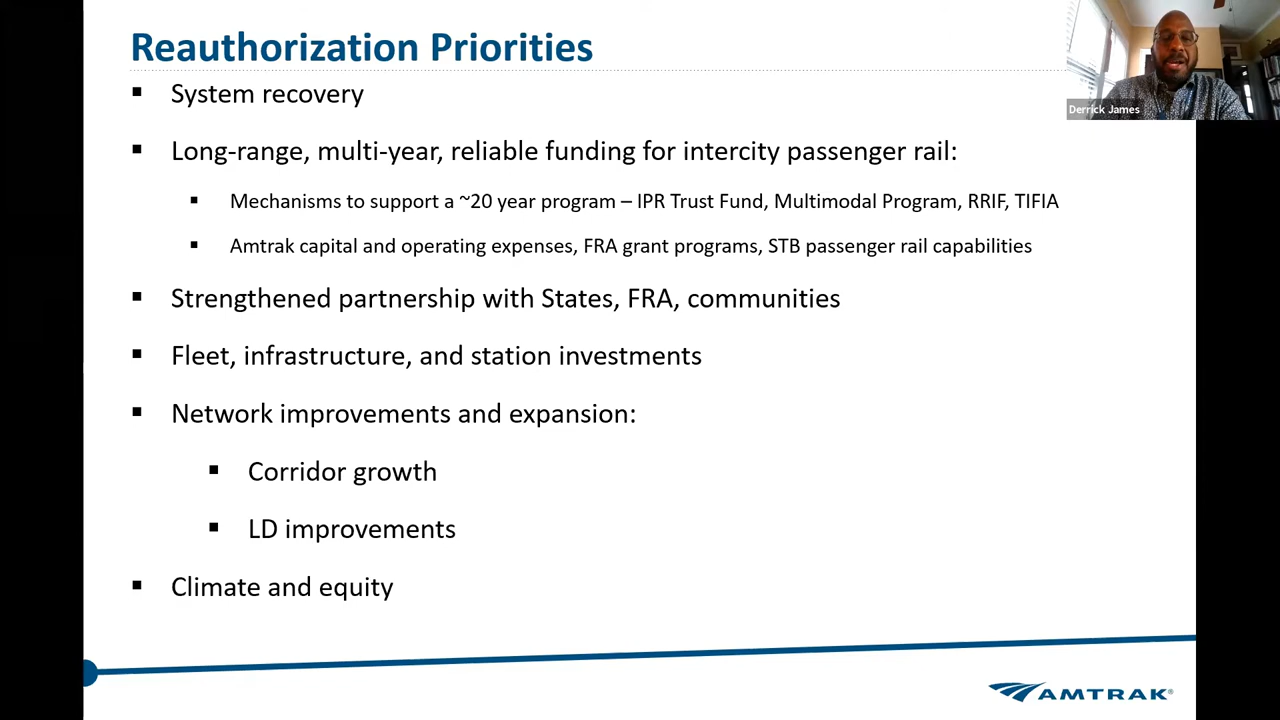 Reauthorization Priorities
Derrick James
▪ System recovery
▪ Long-range, multi-year, reliable funding for intercity passenger rail:
▪ Mechanisms to support a ~20 year program – IPR Trust Fund, Multimodal Program, RRIF, TIFIA
▪ Amtrak capital and operating expenses, FRA grant programs, STB passenger rail capabilities
▪ Strengthened partnership with States, FRA, communities
▪ Fleet, infrastructure, and station investments
▪ Network improvements and expansion:
▪ Corridor growth
▪ LD improvements
▪ Climate and equity
AMTRAK®